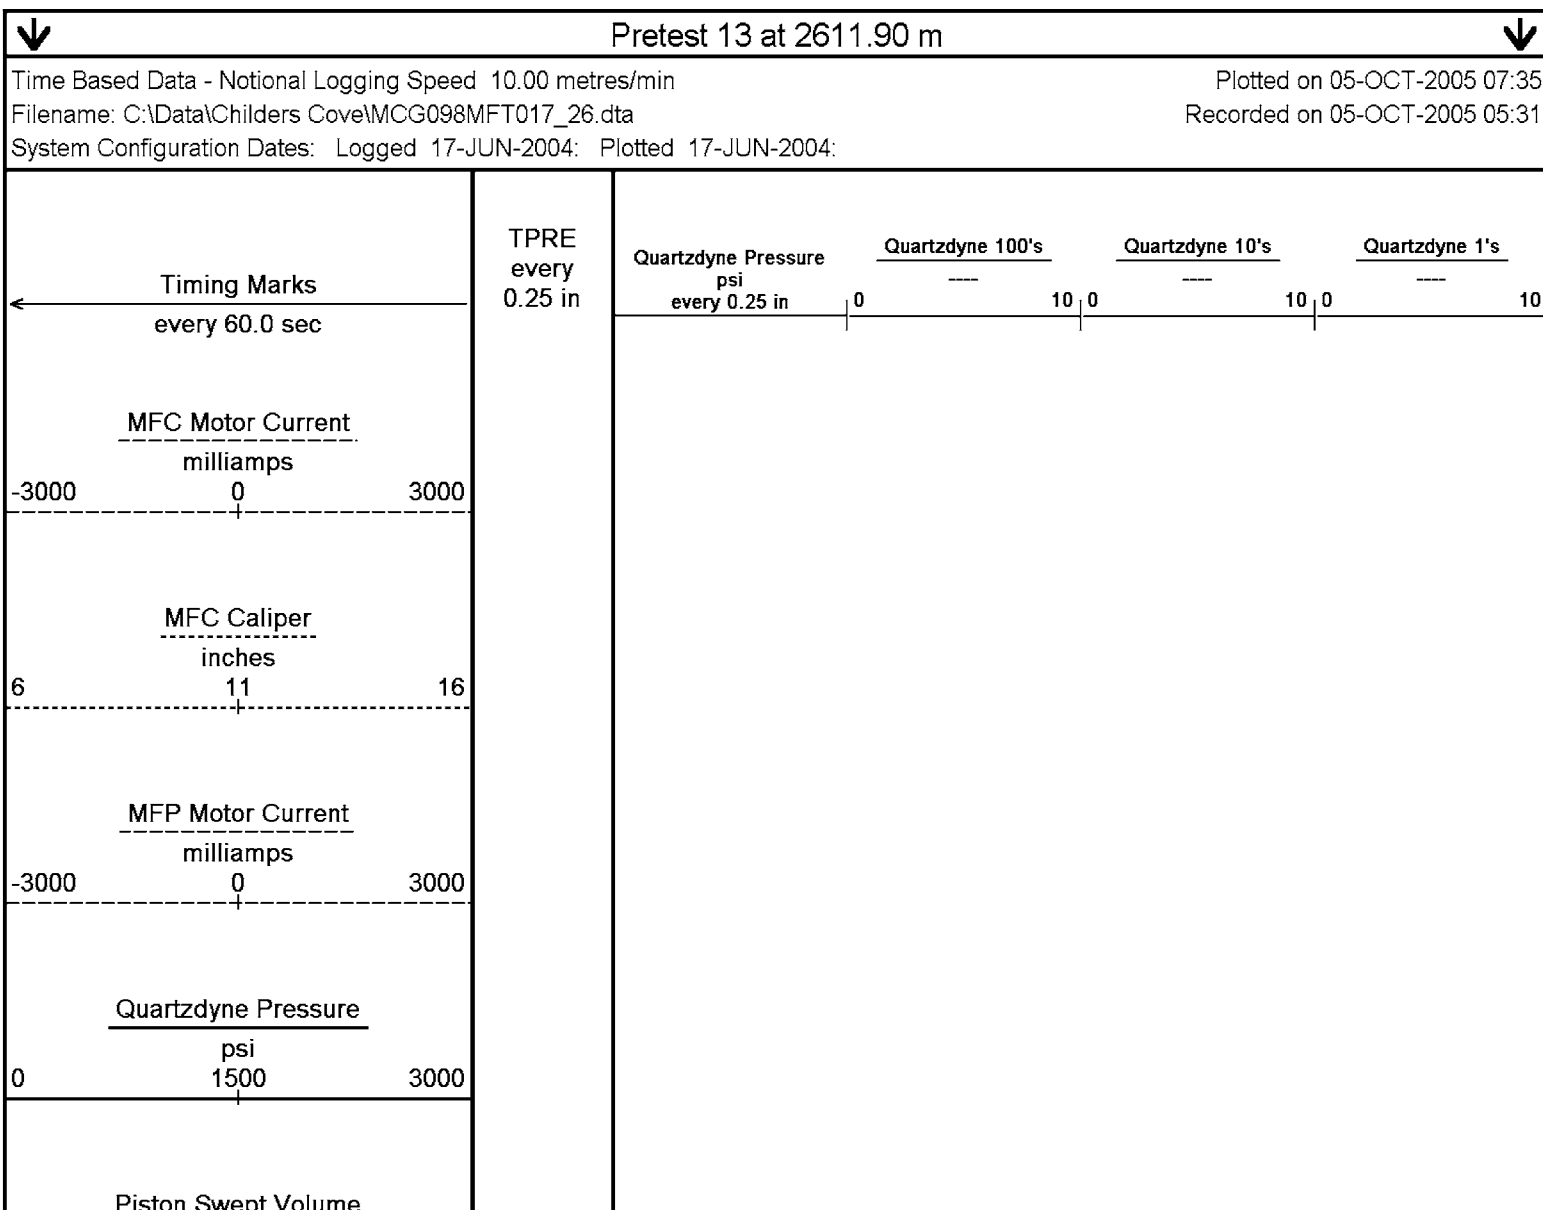 Pretest 13 at 2611.90 m
Time Based Data - Notional Logging Speed 10.00 metres/min
Plotted on 05-OCT-2005 07:35
Filename: C:\Data\Childers Cove\MCG098MFT017_26.dta
Recorded on 05-OCT-2005 05:31
System Configuration Dates: Logged 17-JUN-2004: Plotted 17-JUN-2004:
Timing Marks
every 60.0 sec
MFC Motor Current
milliamps
-3000 0 3000
MFC Caliper
inches
6 11 16
MFP Motor Current
milliamps
-3000 0 3000
Quartzdyne Pressure
psi
0 1500 3000
Piston Swept Volume
TPRE
every
0.25 in
Quartzdyne Pressure
psi
every 0.25 in
Quartzdyne 100's
----
0 10
Quartzdyne 10's
----
0 10
Quartzdyne 1's
----
0 10